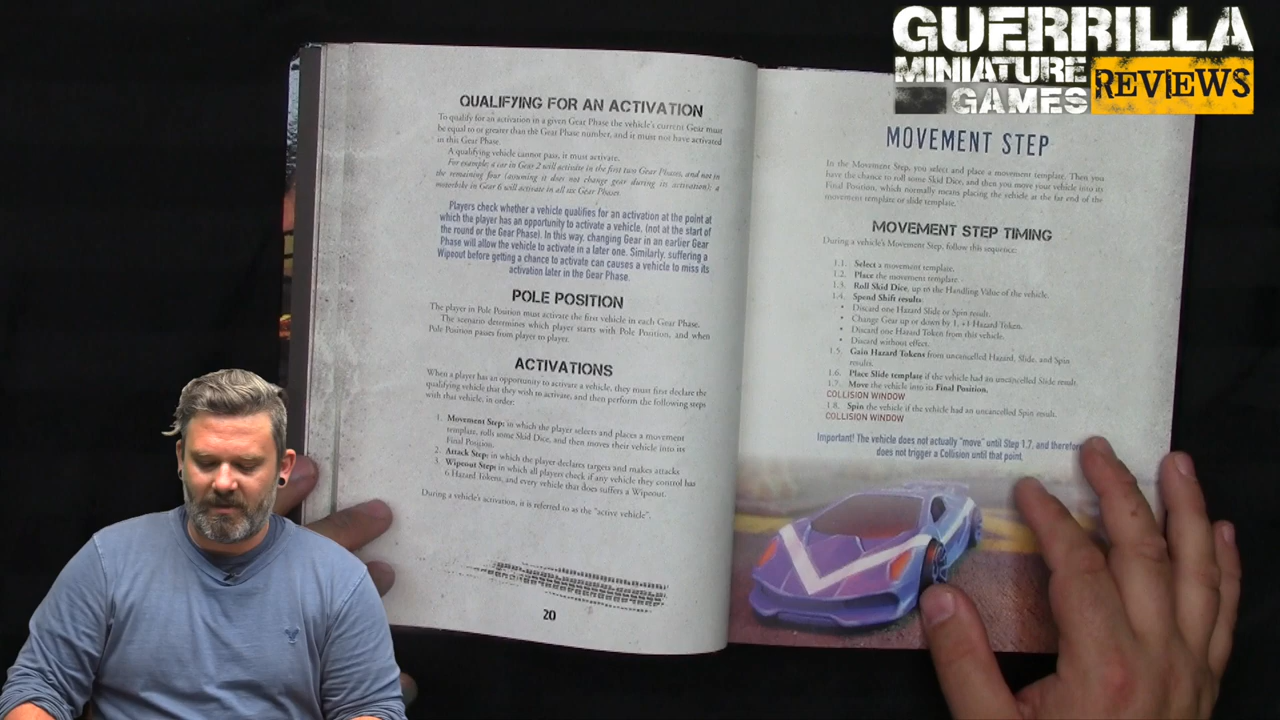 GUERRILLA
MINIATURE
GAMES
REVIEWS
QUALIFYING FOR AN ACTIVATION
To qualify for an activation in a given Gear Phase the vehicle's current Gear must
be equal to or greater than the Gear Phase number, and it must not have activated
in this Gear Phase.
A qualifying vehicle cannot pass, it must activate.
For example: a car in Gear 2 will activate in the first two Gear Phases, and not in
the remaining four (assuming it does not change gear during its activation); a
motorbike in Gear 6 will activate in all six Gear Phases.
Players check whether a vehicle qualifies for an activation at the point at
which the player has an opportunity to activate a vehicle, (not at the start of
the round or the Gear Phase). In this way, changing Gear in an earlier Gear
Phase will allow the vehicle to activate in a later one. Similarly, suffering a
Wipeout before getting a chance to activate can causes a vehicle to miss its
activation later in the Gear Phase.
POLE POSITION
The player in Pole Position must activate the first vehicle in each Gear Phase.
The scenario determines which player starts with Pole Position, and when
Pole Position passes from player to player.
ACTIVATIONS
When a player has an opportunity to activate a vehicle, they must first declare the
qualifying vehicle that they wish to activate, and then perform the following steps
with that vehicle, in order:
1. Movement Step: in which the player selects and places a movement
template, rolls some Skid Dice, and then moves their vehicle into its
Final Position.
2. Attack Step: in which the player declares targets and makes attacks.
3. Wipeout Step: in which all players check if any vehicle they control has
6 Hazard Tokens, and every vehicle that does suffers a Wipeout.
During a vehicle's activation, it is referred to as the "active vehicle".
20
MOVEMENT STEP
In the Movement Step, you select and place a movement template. Then you
have the chance to roll some Skid Dice, and then you move your vehicle into its
Final Position, which normally means placing the vehicle at the far end of the
movement template or slide template.
MOVEMENT STEP TIMING
During a vehicle's Movement Step, follow this sequence:
1.1. Select a movement template.
1.2. Place the movement template.
1.3. Roll Skid Dice, up to the Handling Value of the vehicle.
1.4. Spend Shift results:
• Discard one Hazard Slide or Spin result.
• Change Gear up or down by 1, +1 Hazard Token.
• Discard one Hazard Token from this vehicle.
• Discard without effect.
1.5. Gain Hazard Tokens from uncancelled Hazard, Slide, and Spin
results.
1.6. Place Slide template if the vehicle had an uncancelled Slide result.
1.7. Move the vehicle into its Final Position.
COLLISION WINDOW
1.8. Spin the vehicle if the vehicle had an uncancelled Spin result.
COLLISION WINDOW
Important! The vehicle does not actually "move" until Step 1.7, and therefore
does not trigger a Collision until that point.